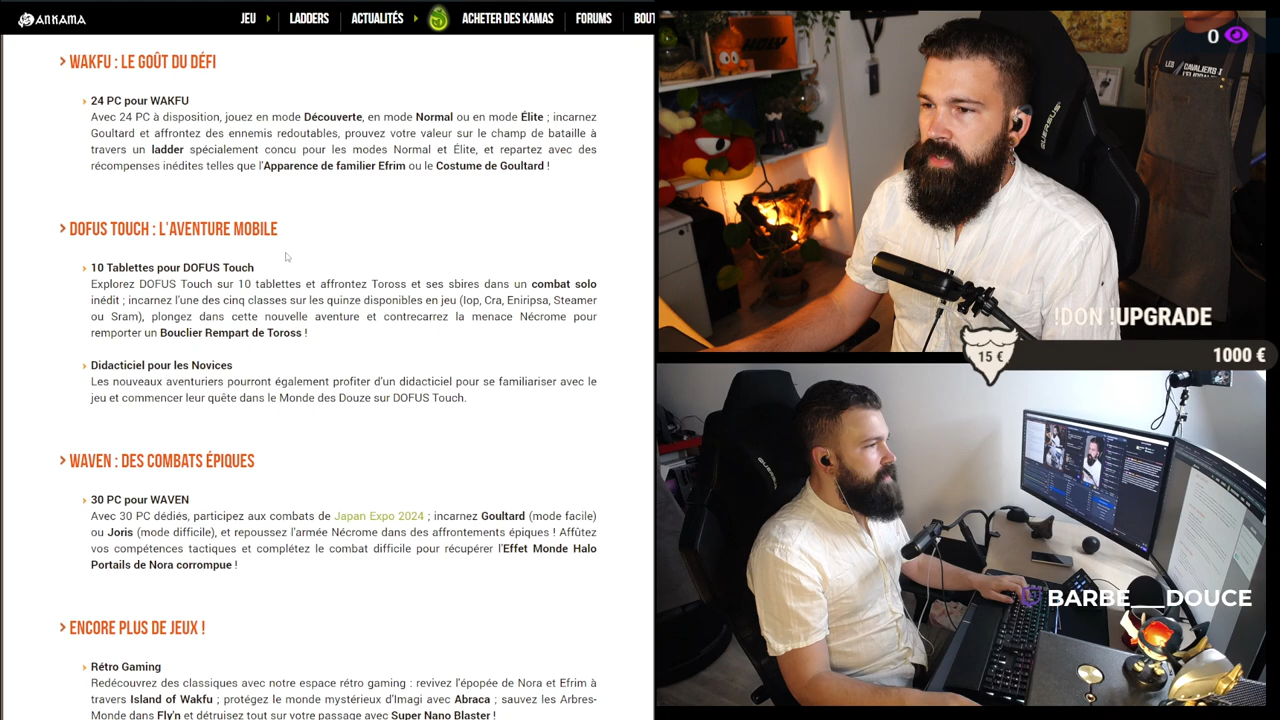 ANKAMA
JEU
LADDERS
ACTUALITÉS
ACHETER DES KAMAS
FORUMS
BOUT
WAKFU : LE GOÛT DU DÉFI
24 PC pour WAKFU
Avec 24 PC à disposition, jouez en mode Découverte, en mode Normal ou en mode Élite ; incarnez
Goultard et affrontez des ennemis redoutables, prouvez votre valeur sur le champ de bataille à
travers un ladder spécialement conçu pour les modes Normal et Élite, et repartez avec des
récompenses inédites telles que l'Apparence de familier Efrim ou le Costume de Goultard !
DOFUS TOUCH : L'AVENTURE MOBILE
10 Tablettes pour DOFUS Touch
Explorez DOFUS Touch sur 10 tablettes et affrontez Toross et ses sbires dans un combat solo
inédit ; incarnez l'une des cinq classes sur les quinze disponibles en jeu (Iop, Cra, Eniripsa, Steamer
ou Sram), plongez dans cette nouvelle aventure et contrecarrez la menace Nécrome pour
remporter un Bouclier Rempart de Toross !
Didacticiel pour les Novices
Les nouveaux aventuriers pourront également profiter d'un didacticiel pour se familiariser avec le
jeu et commencer leur quête dans le Monde des Douze sur DOFUS Touch.
WAVEN : DES COMBATS ÉPIQUES
30 PC pour WAVEN
Avec 30 PC dédiés, participez aux combats de Japan Expo 2024 ; incarnez Goultard (mode facile)
ou Joris (mode difficile), et repoussez l'armée Nécrome dans des affrontements épiques ! Affûtez
vos compétences tactiques et complétez le combat difficile pour récupérer l'Effet Monde Halo
Portails de Nora corrompue !
ENCORE PLUS DE JEUX !
Rétro Gaming
Redécouvrez des classiques avec notre espace rétro gaming : revivez l'épopée de Nora et Efrim à
travers Island of Wakfu ; protégez le monde mystérieux d'Imagi avec Abraca ; sauvez les Arbres-
Monde dans Fly'n et détruisez tout sur votre passage avec Super Nano Blaster !
0
HOLY
LES CAVALIERS
QUERSUS
!DON !UPGRADE
15 €
1000 €
BARBE__DOUCE